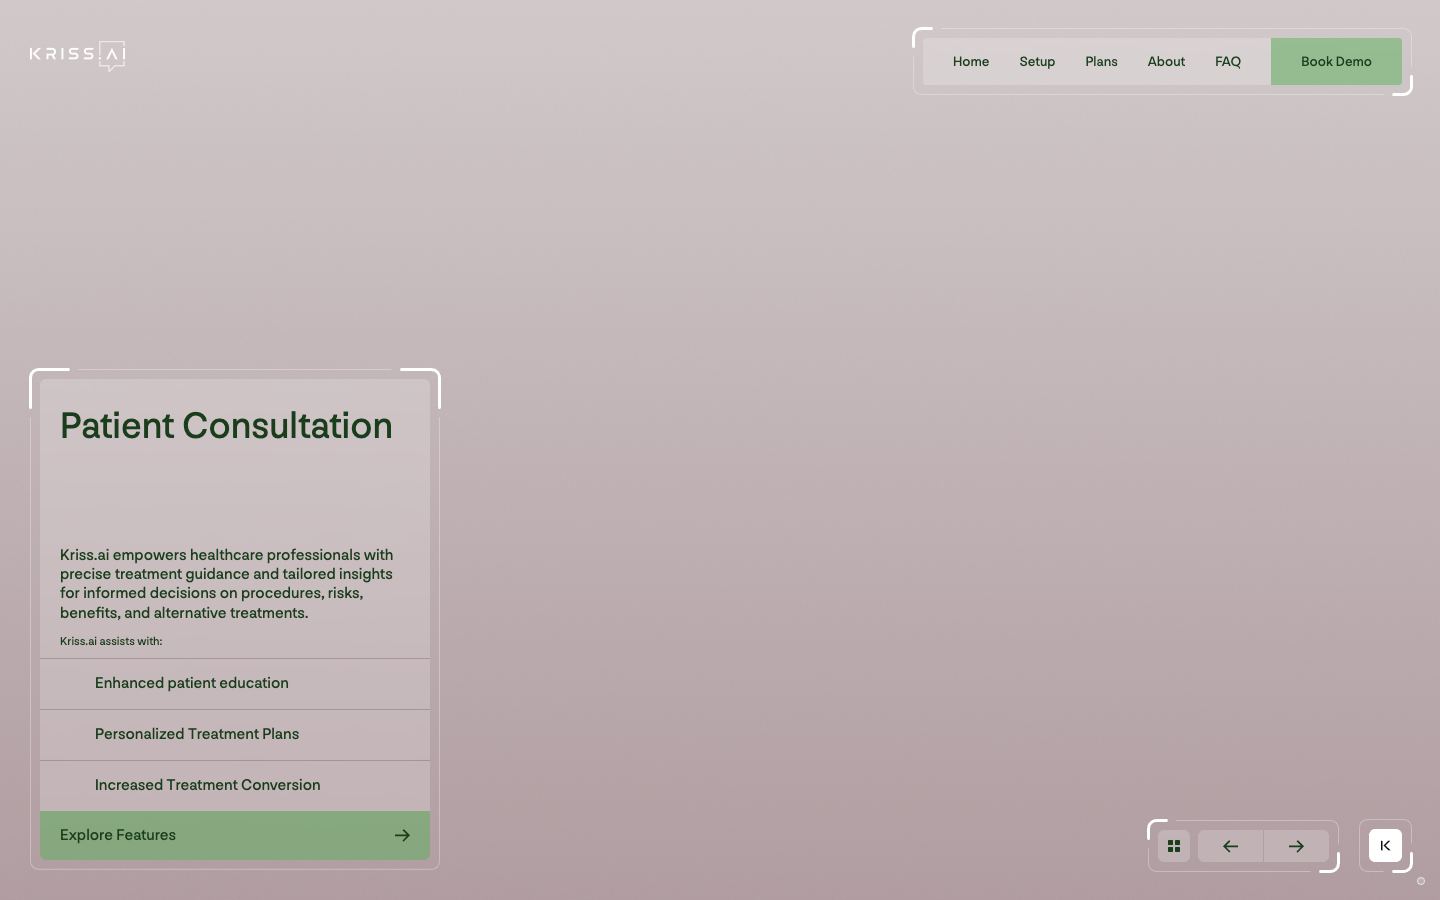 KRISS.AI
Home
Setup
Plans
About
FAQ
Book Demo
Patient Consultation
Kriss.ai empowers healthcare professionals with
precise treatment guidance and tailored insights
for informed decisions on procedures, risks,
benefits, and alternative treatments.
Kriss.ai assists with:
Enhanced patient education
Personalized Treatment Plans
Increased Treatment Conversion
Explore Features